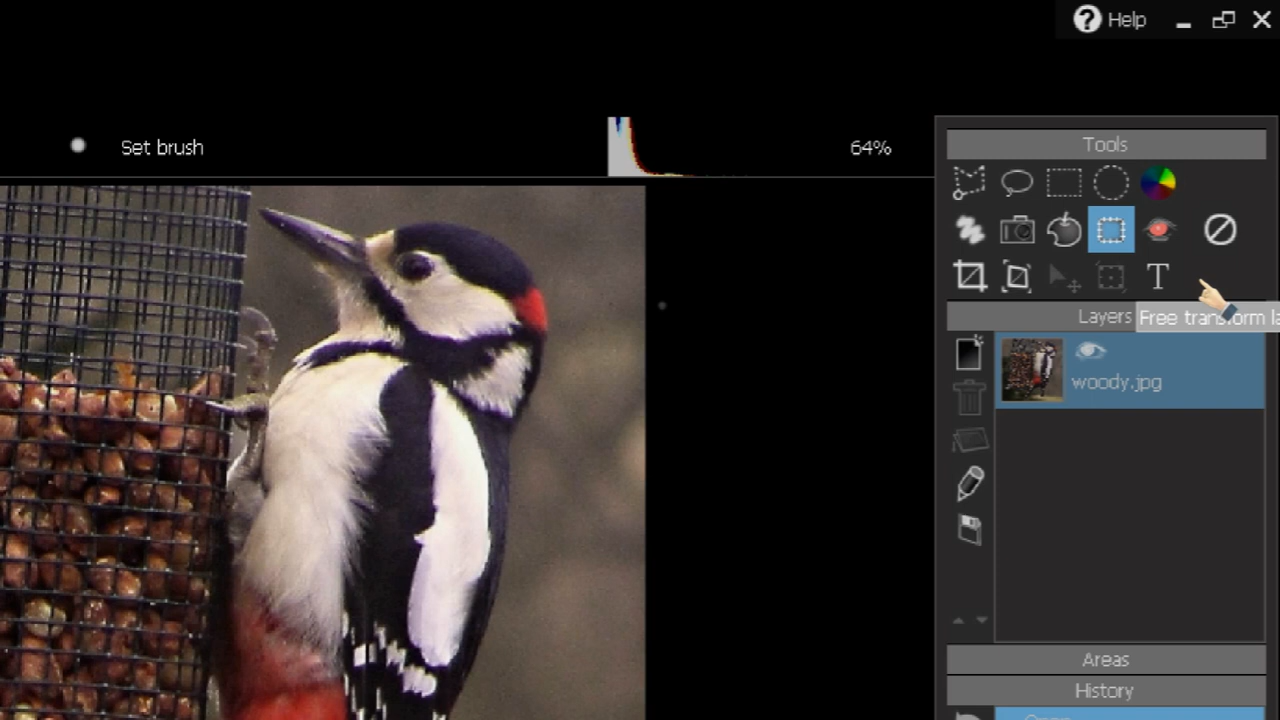 Help
Set brush
64%
Tools
T
Layers
Free transform la
woody.jpg
Areas
History